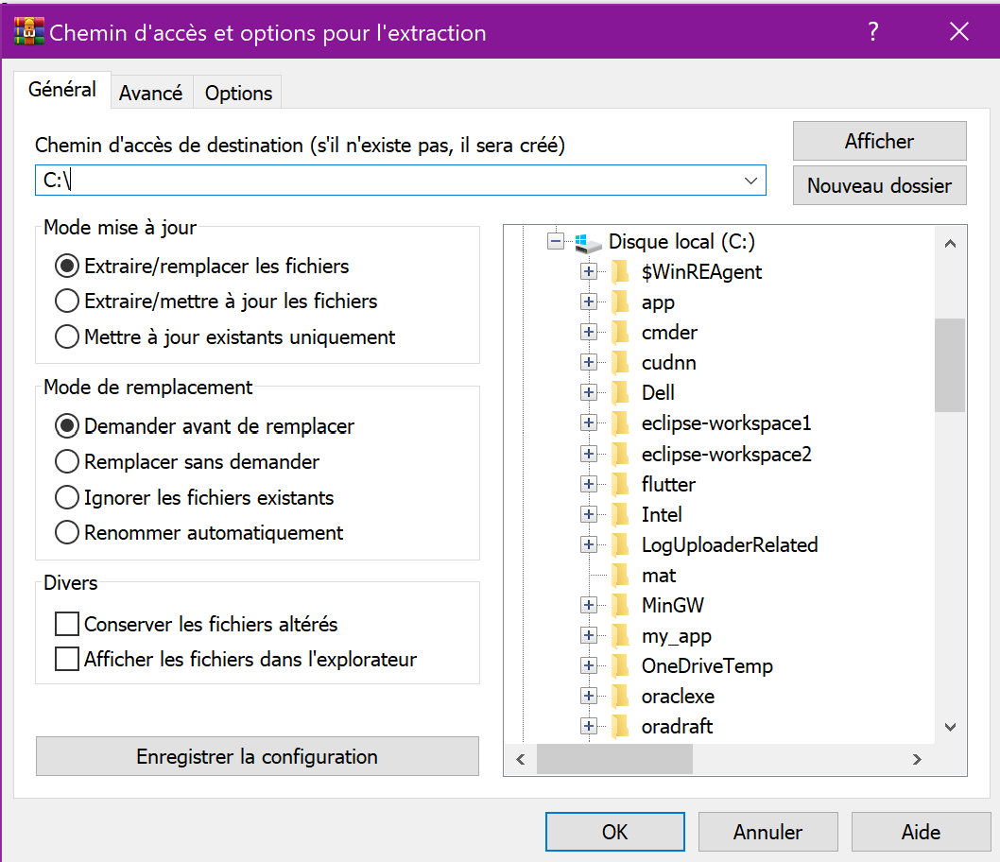 Chemin d'accès et options pour l'extraction
?
Général
Avancé
Options
Chemin d'accès de destination (s'il n'existe pas, il sera créé)
C:\
Afficher
Nouveau dossier
Mode mise à jour
Extraire/remplacer les fichiers
Extraire/mettre à jour les fichiers
Mettre à jour existants uniquement
Mode de remplacement
Demander avant de remplacer
Remplacer sans demander
Ignorer les fichiers existants
Renommer automatiquement
Divers
Conserver les fichiers altérés
Afficher les fichiers dans l'explorateur
Enregistrer la configuration
Disque local (C:)
$WinREAgent
app
cmder
cudnn
Dell
eclipse-workspace1
eclipse-workspace2
flutter
Intel
LogUploaderRelated
mat
MinGW
my_app
OneDriveTemp
oraclexe
oradraft
OK
Annuler
Aide